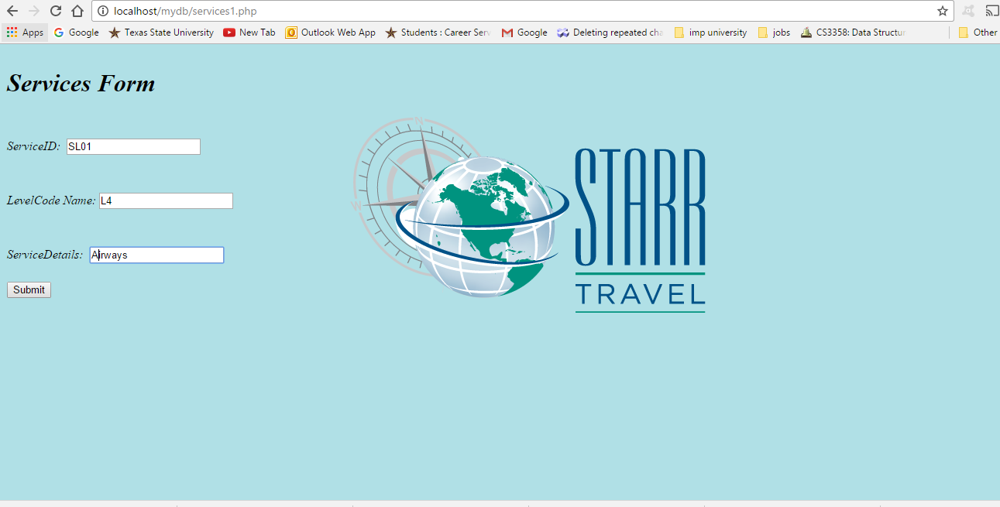 localhost/mydb/services1.php
Apps Google Texas State University New Tab Outlook Web App Students : Career Serv Google Deleting repeated cha imp university jobs CS3358: Data Structur Other
Services Form
ServiceID: SL01
LevelCode Name: L4
ServiceDetails: Airways
Submit
N
W
STARR
TRAVEL